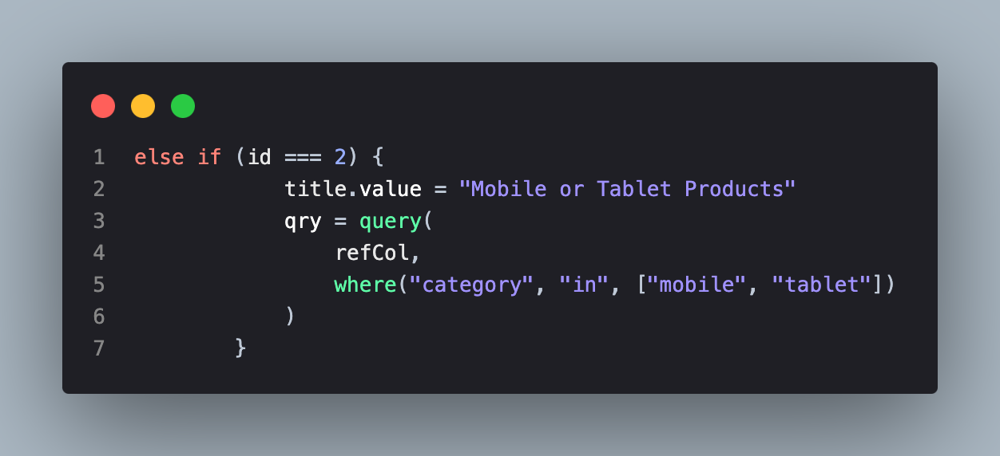 1 else if (id === 2) {
2             title.value = "Mobile or Tablet Products"
3             qry = query(
4                 refCol,
5                 where("category", "in", ["mobile", "tablet"])
6             )
7         }